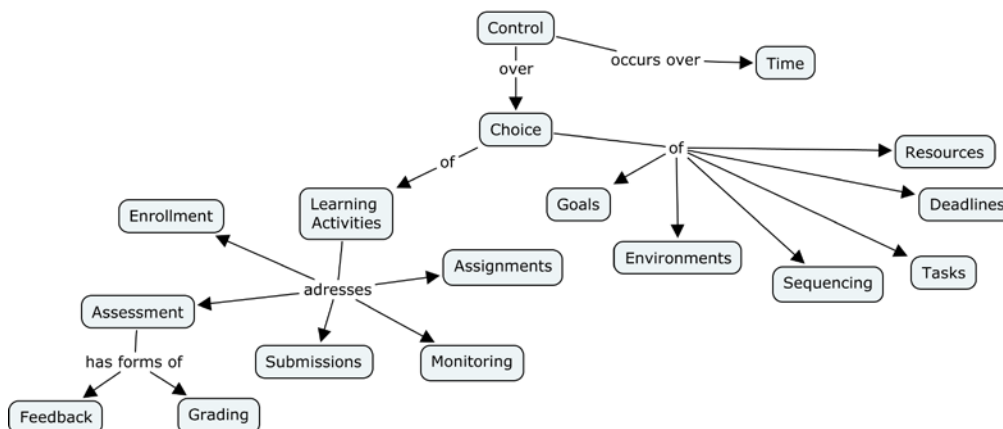 Control
occurs over
Time
over
Choice
of
of
Resources
Learning
Activities
Goals
Deadlines
Enrollment
Environments
Assignments
Tasks
Sequencing
adresses
Assessment
has forms of
Submissions
Monitoring
Feedback
Grading